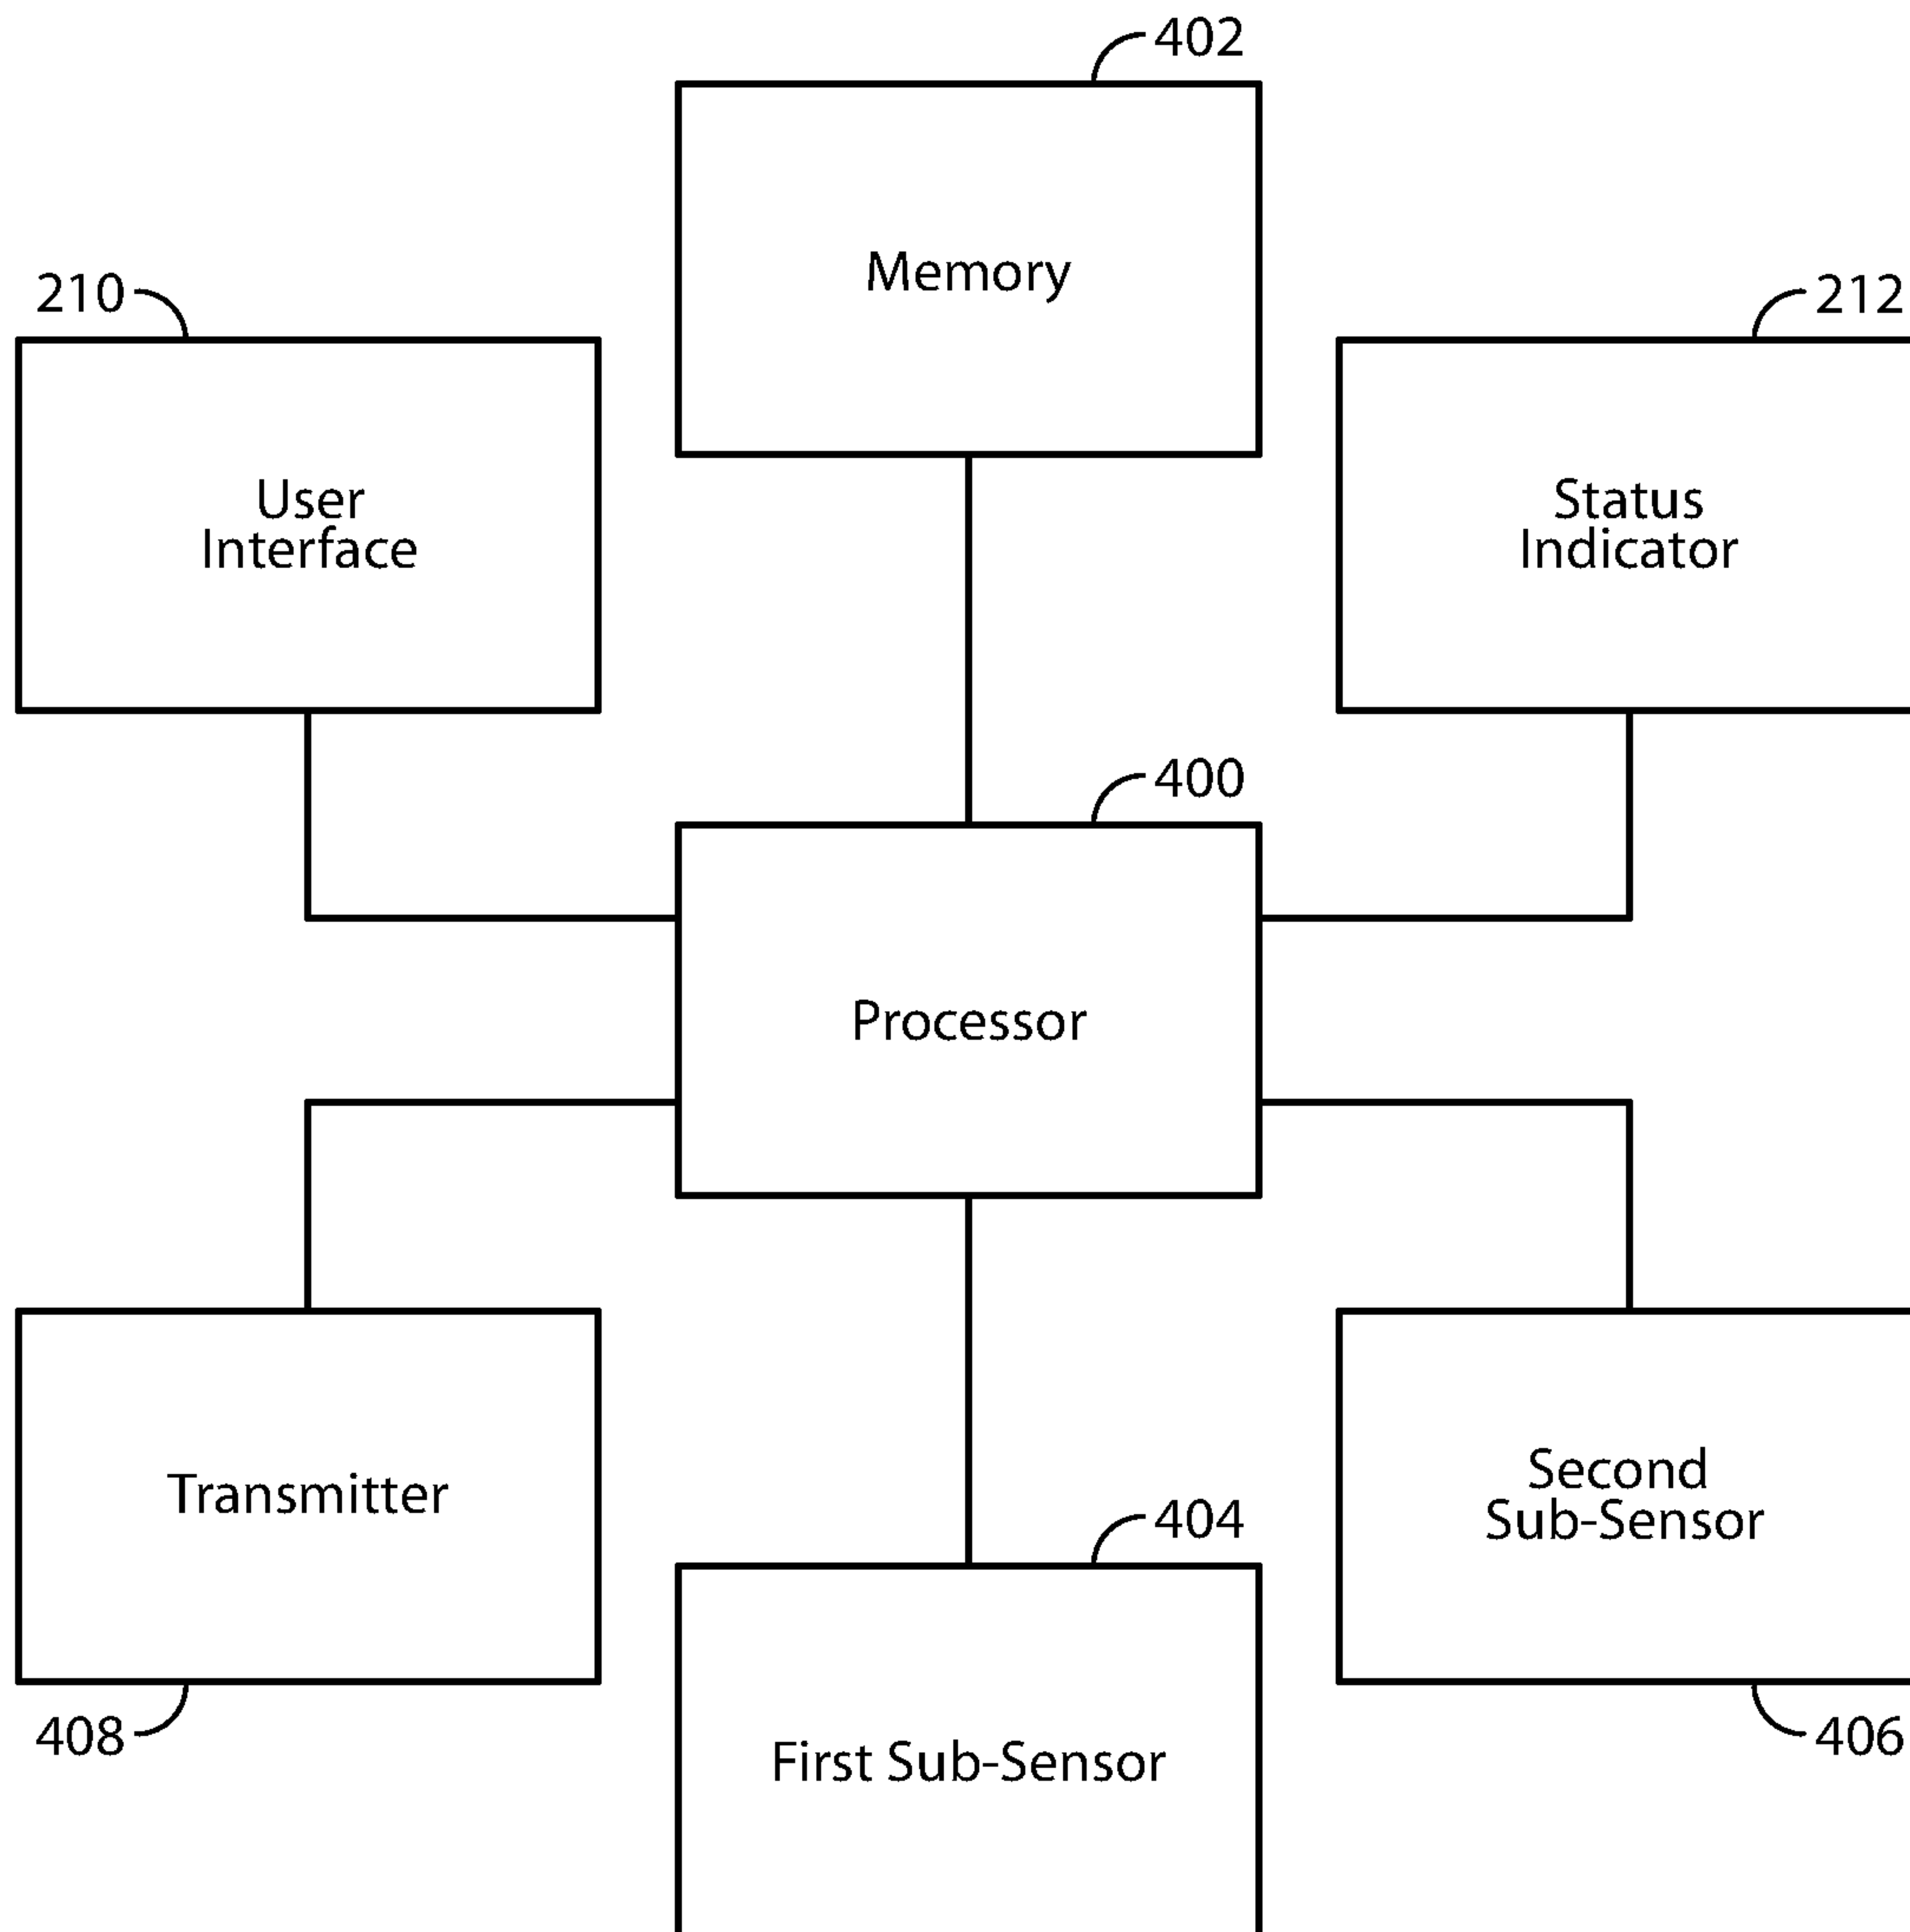 402
Memory
210
User
Interface
212
Status
Indicator
400
Processor
Transmitter
408
404
First Sub-Sensor
Second
Sub-Sensor
406